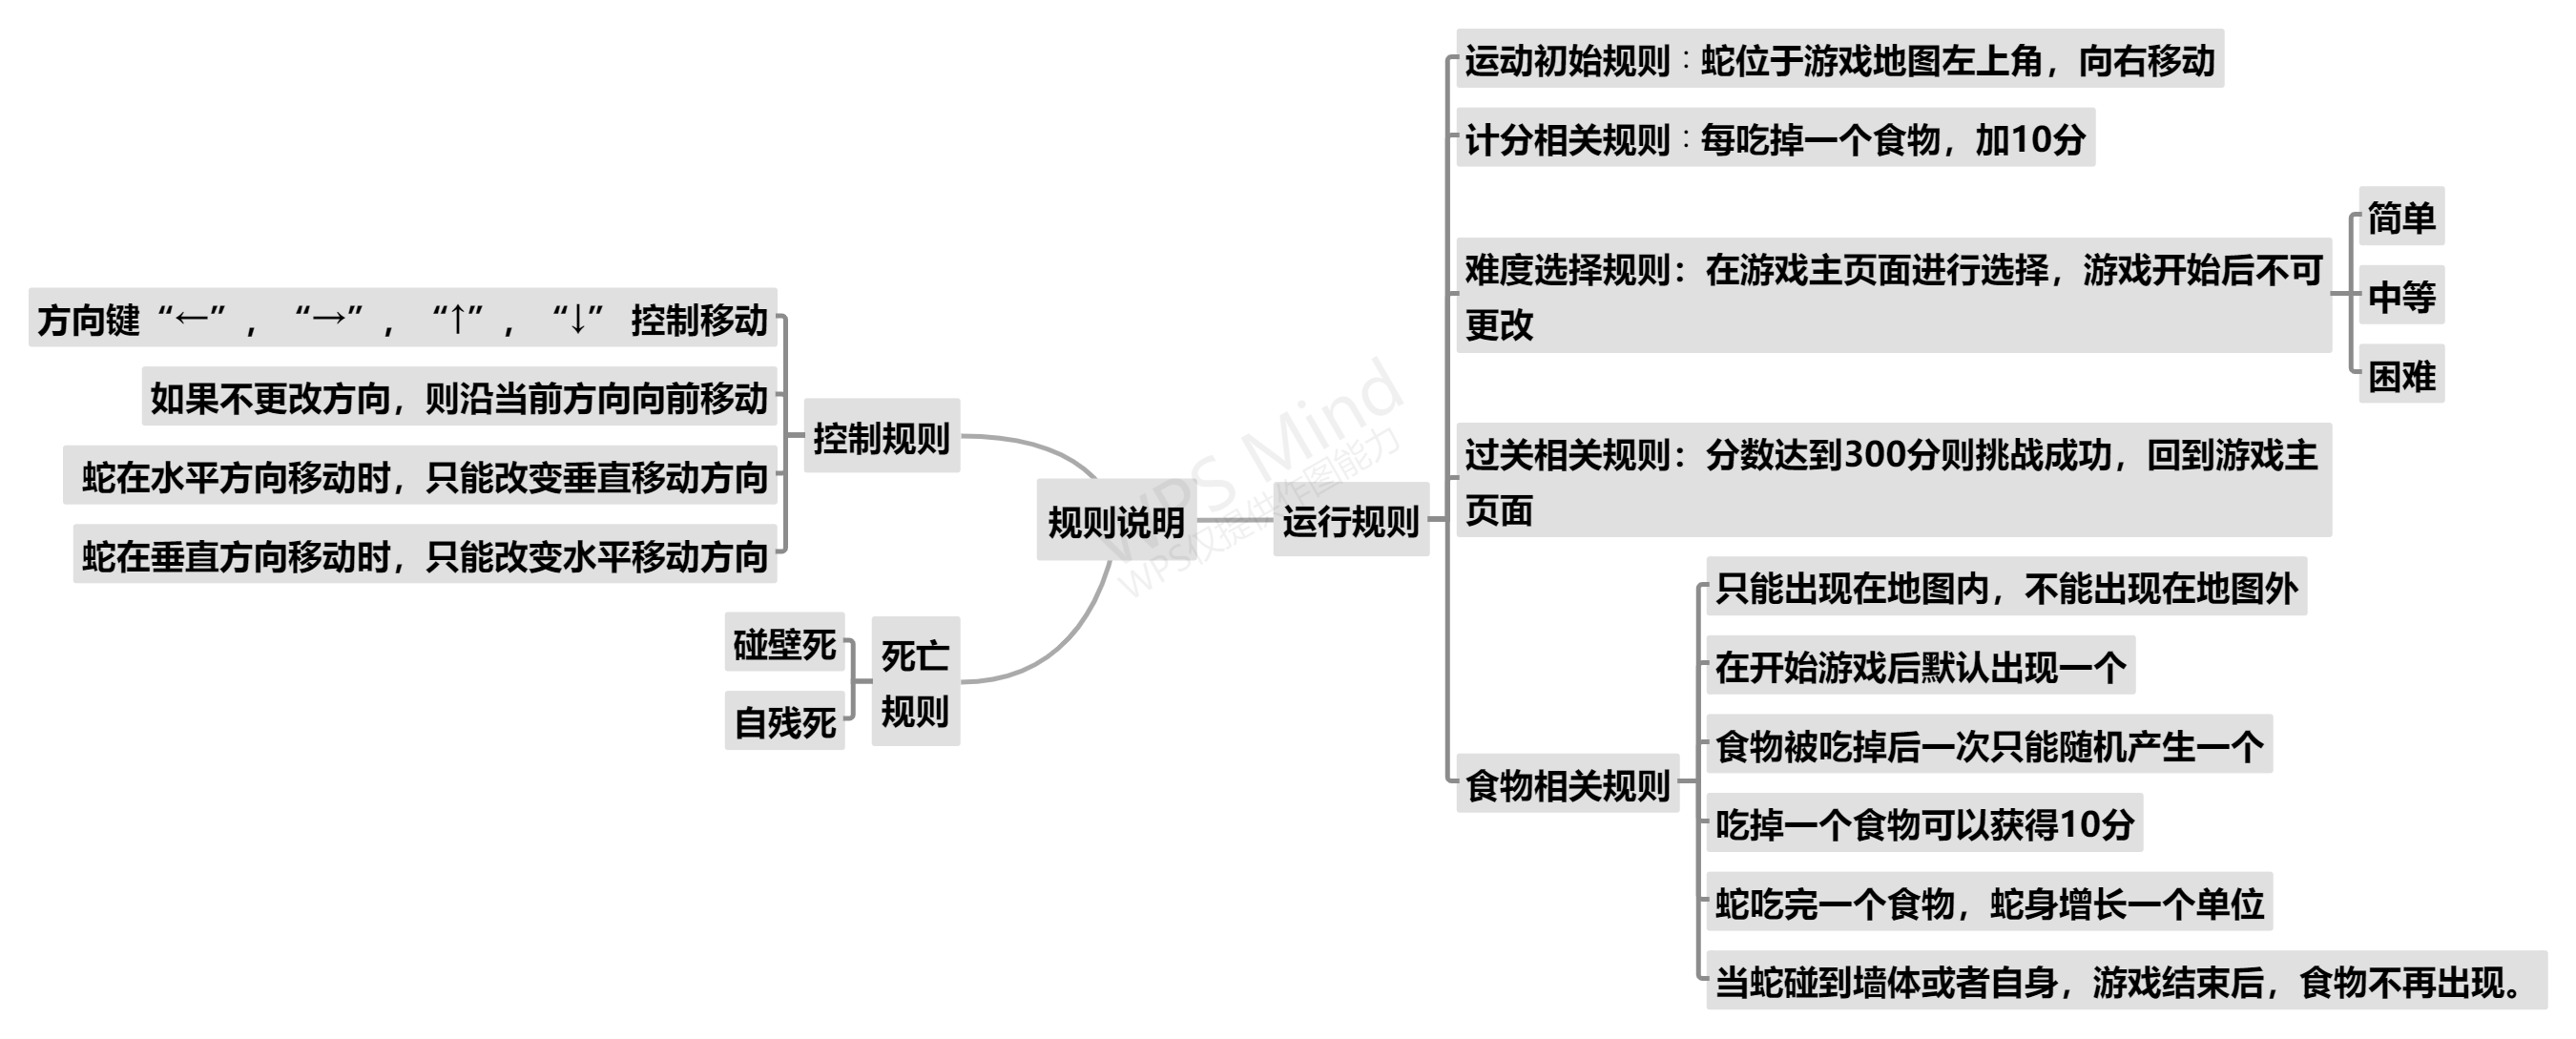 规则说明
运行规则
运动初始规则：蛇位于游戏地图左上角，向右移动
计分相关规则：每吃掉一个食物，加10分
难度选择规则：在游戏主页面进行选择，游戏开始后不可
更改
简单
中等
困难
过关相关规则：分数达到300分则挑战成功，回到游戏主
页面
食物相关规则
只能出现在地图内，不能出现在地图外
在开始游戏后默认出现一个
食物被吃掉后一次只能随机产生一个
吃掉一个食物可以获得10分
蛇吃完一个食物，蛇身增长一个单位
当蛇碰到墙体或者自身，游戏结束后，食物不再出现。
控制规则
方向键“←”，“→”，“↑”，“↓” 控制移动
如果不更改方向，则沿当前方向向前移动
蛇在水平方向移动时，只能改变垂直移动方向
蛇在垂直方向移动时，只能改变水平移动方向
死亡
规则
碰壁死
自残死
WPS Mind
WPS仅提供作图能力